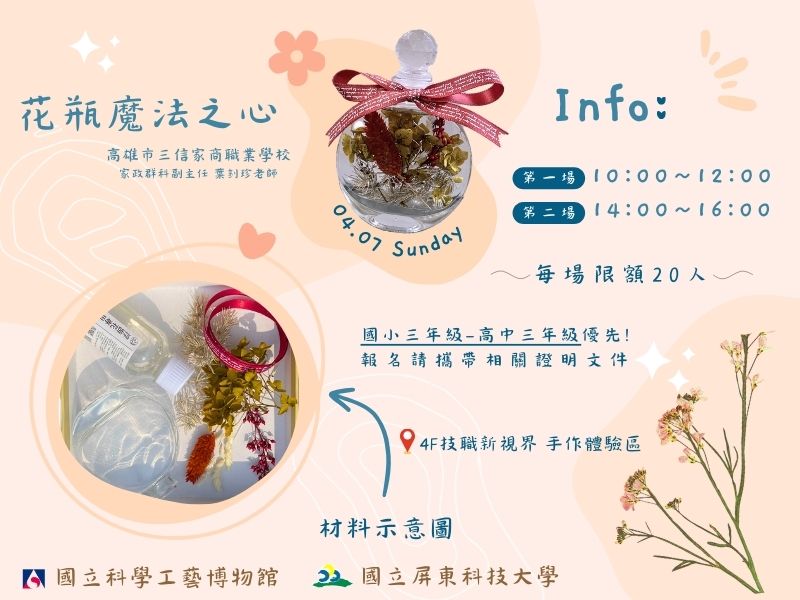 花瓶魔法之心
高雄市三信家商職業學校
家政群科副主任 葉刲珍老師
04.07 Sunday
Info:
第一場 10:00～12:00
第二場 14:00～16:00
每場限額20人
國小三年級-高中三年級優先!
報名請攜帶相關證明文件
4F技職新視界 手作體驗區
材料示意圖
國立科學工藝博物館
國立屏東科技大學